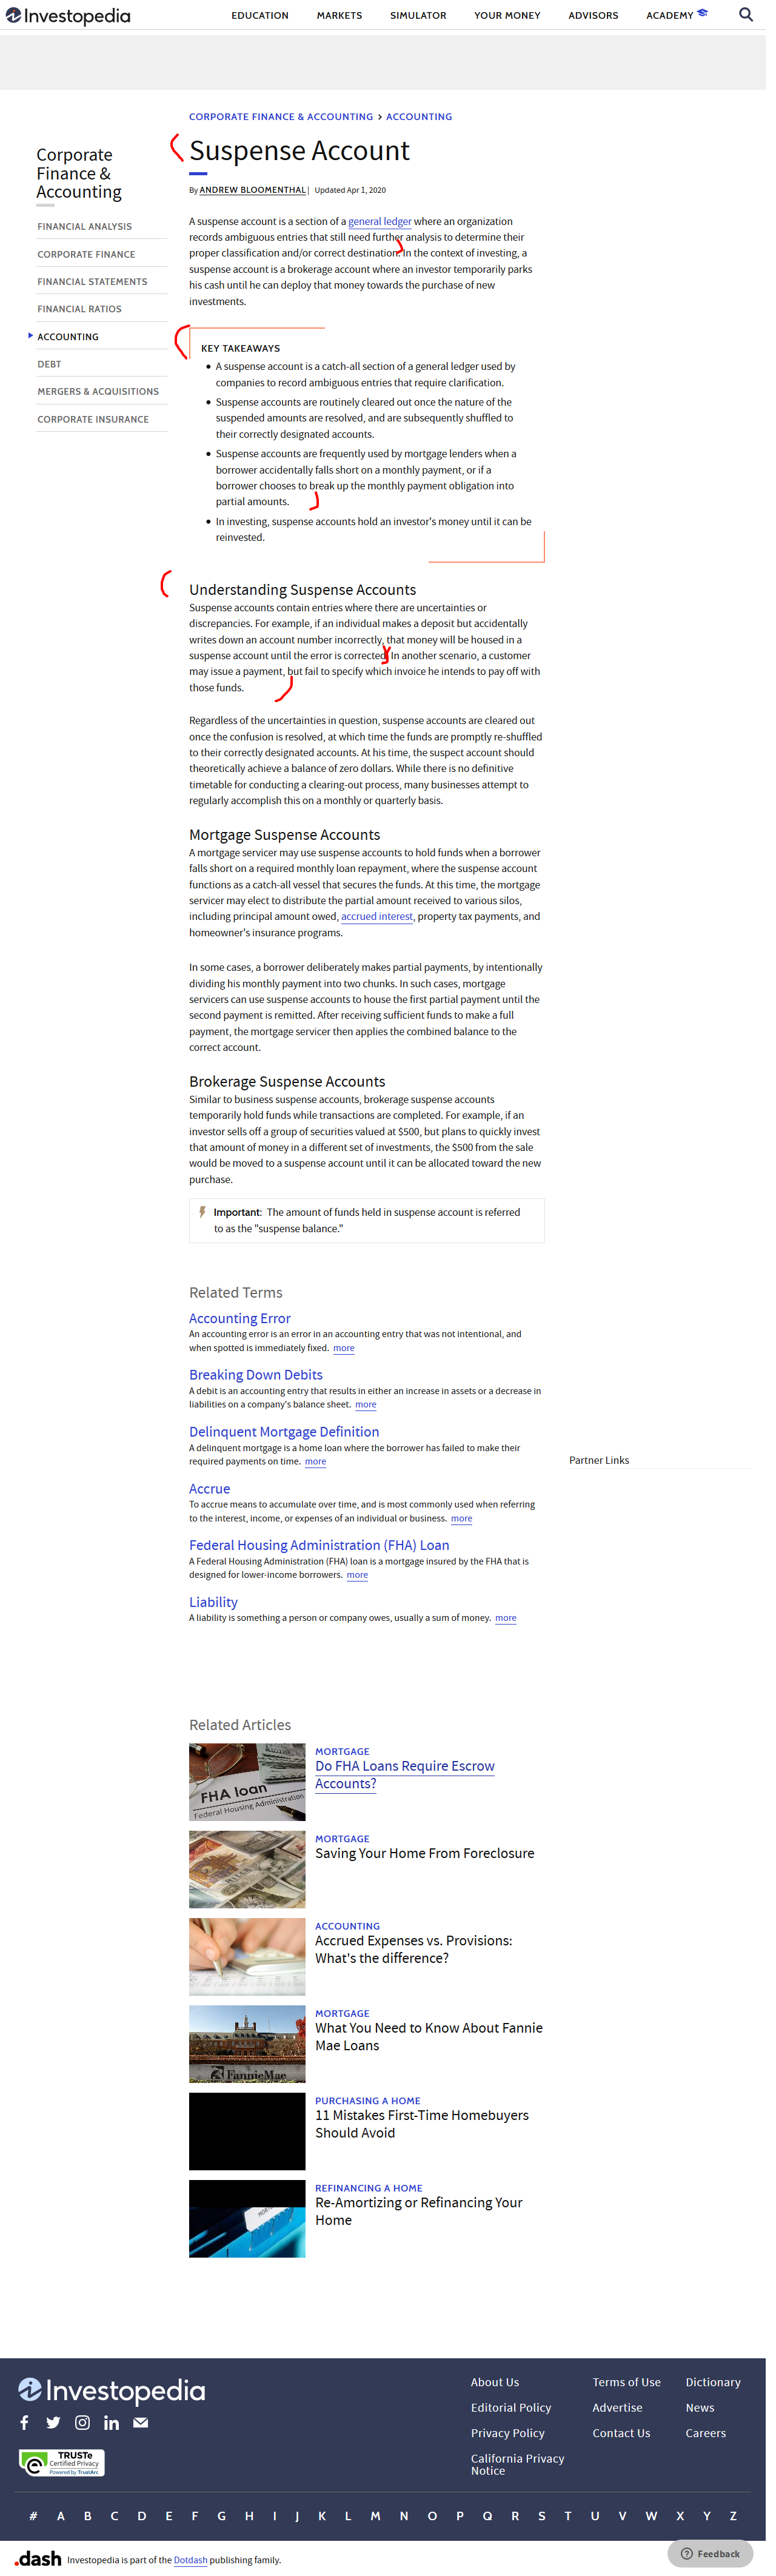 Investopedia
EDUCATION MARKETS SIMULATOR YOUR MONEY ADVISORS ACADEMY
CORPORATE FINANCE & ACCOUNTING > ACCOUNTING
Corporate
Finance &
Accounting
FINANCIAL ANALYSIS
CORPORATE FINANCE
FINANCIAL STATEMENTS
FINANCIAL RATIOS
ACCOUNTING
DEBT
MERGERS & ACQUISITIONS
CORPORATE INSURANCE
Suspense Account
By ANDREW BLOOMENTHAL | Updated Apr 1, 2020
A suspense account is a section of a general ledger where an organization
records ambiguous entries that still need further analysis to determine their
proper classification and/or correct destination. In the context of investing, a
suspense account is a brokerage account where an investor temporarily parks
his cash until he can deploy that money towards the purchase of new
investments.
KEY TAKEAWAYS
• A suspense account is a catch-all section of a general ledger used by
companies to record ambiguous entries that require clarification.
• Suspense accounts are routinely cleared out once the nature of the
suspended amounts are resolved, and are subsequently shuffled to
their correctly designated accounts.
• Suspense accounts are frequently used by mortgage lenders when a
borrower accidentally falls short on a monthly payment, or if a
borrower chooses to break up the monthly payment obligation into
partial amounts.
• In investing, suspense accounts hold an investor's money until it can be
reinvested.
Understanding Suspense Accounts
Suspense accounts contain entries where there are uncertainties or
discrepancies. For example, if an individual makes a deposit but accidentally
writes down an account number incorrectly, that money will be housed in a
suspense account until the error is corrected. In another scenario, a customer
may issue a payment, but fail to specify which invoice he intends to pay off with
those funds.
Regardless of the uncertainties in question, suspense accounts are cleared out
once the confusion is resolved, at which time the funds are promptly re-shuffled
to their correctly designated accounts. At his time, the suspect account should
theoretically achieve a balance of zero dollars. While there is no definitive
timetable for conducting a clearing-out process, many businesses attempt to
regularly accomplish this on a monthly or quarterly basis.
Mortgage Suspense Accounts
A mortgage servicer may use suspense accounts to hold funds when a borrower
falls short on a required monthly loan repayment, where the suspense account
functions as a catch-all vessel that secures the funds. At this time, the mortgage
servicer may elect to distribute the partial amount received to various silos,
including principal amount owed, accrued interest, property tax payments, and
homeowner's insurance programs.
In some cases, a borrower deliberately makes partial payments, by intentionally
dividing his monthly payment into two chunks. In such cases, mortgage
servicers can use suspense accounts to house the first partial payment until the
second payment is remitted. After receiving sufficient funds to make a full
payment, the mortgage servicer then applies the combined balance to the
correct account.
Brokerage Suspense Accounts
Similar to business suspense accounts, brokerage suspense accounts
temporarily hold funds while transactions are completed. For example, if an
investor sells off a group of securities valued at $500, but plans to quickly invest
that amount of money in a different set of investments, the $500 from the sale
would be moved to a suspense account until it can be allocated toward the new
purchase.
Important: The amount of funds held in suspense account is referred
to as the "suspense balance."
Related Terms
Accounting Error
An accounting error is an error in an accounting entry that was not intentional, and
when spotted is immediately fixed. more
Breaking Down Debits
A debit is an accounting entry that results in either an increase in assets or a decrease in
liabilities on a company's balance sheet. more
Delinquent Mortgage Definition
A delinquent mortgage is a home loan where the borrower has failed to make their
required payments on time. more
Partner Links
Accrue
To accrue means to accumulate over time, and is most commonly used when referring
to the interest, income, or expenses of an individual or business. more
Federal Housing Administration (FHA) Loan
A Federal Housing Administration (FHA) loan is a mortgage insured by the FHA that is
designed for lower-income borrowers. more
Liability
A liability is something a person or company owes, usually a sum of money. more
Related Articles
FHA loan
Federal Housing Administration
MORTGAGE
Do FHA Loans Require Escrow
Accounts?
MORTGAGE
Saving Your Home From Foreclosure
ACCOUNTING
Accrued Expenses vs. Provisions:
What's the difference?
FannieMae
MORTGAGE
What You Need to Know About Fannie
Mae Loans
PURCHASING A HOME
11 Mistakes First-Time Homebuyers
Should Avoid
REFINANCING A HOME
Re-Amortizing or Refinancing Your
Home
Investopedia
TRUSTe
Certified Privacy
Powered by TrustArc
About Us Terms of Use Dictionary
Editorial Policy Advertise News
Privacy Policy Contact Us Careers
California Privacy
Notice
# A B C D E F G H I J K L M N O P Q R S T U V W X Y Z
.dash Investopedia is part of the Dotdash publishing family.
Feedback